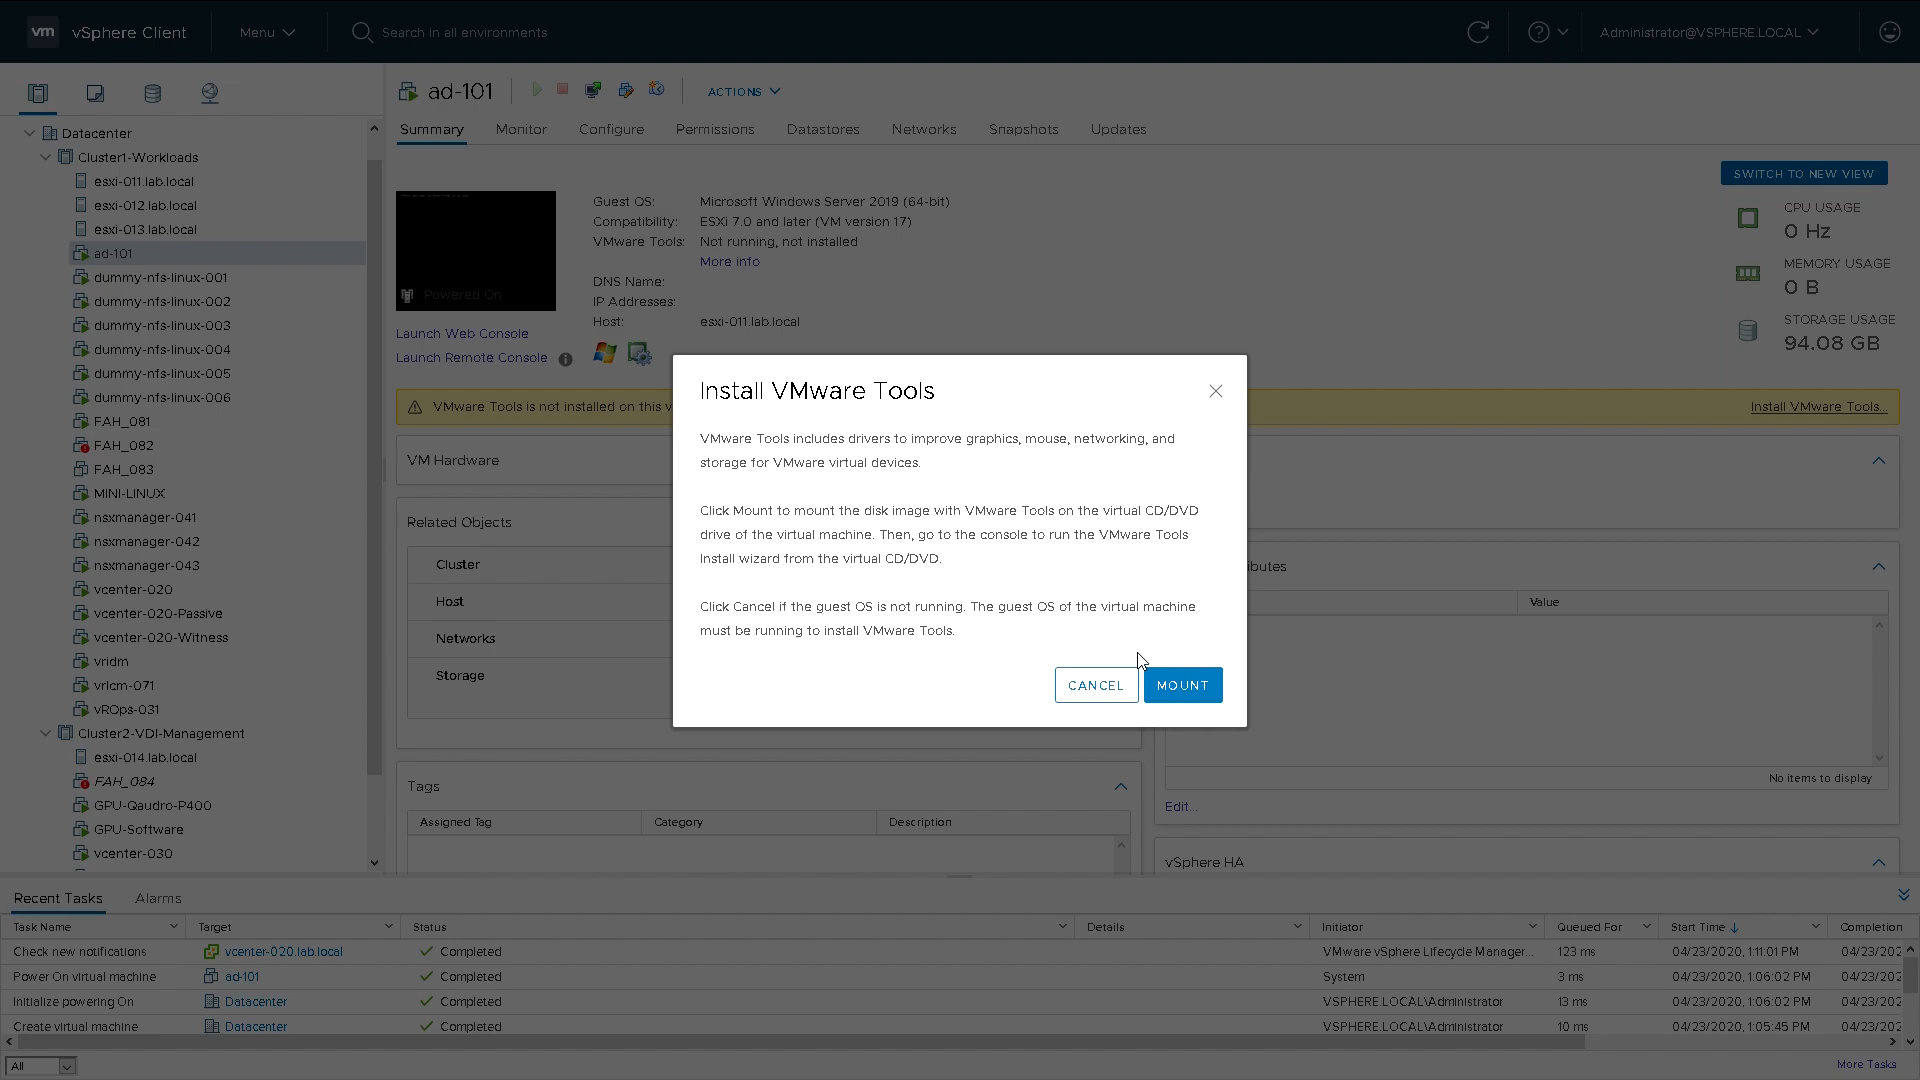 vm vSphere Client Menu Search in all environments Administrator@VSPHERE.LOCAL
ad-101 ACTIONS
Summary Monitor Configure Permissions Datastores Networks Snapshots Updates
SWITCH TO NEW VIEW
Datacenter
Cluster1-Workloads
esxi-011.lab.local
esxi-012.lab.local
esxi-013.lab.local
ad-101
dummy-nfs-linux-001
dummy-nfs-linux-002
dummy-nfs-linux-003
dummy-nfs-linux-004
dummy-nfs-linux-005
dummy-nfs-linux-006
FAH_081
FAH_082
FAH_083
MINI-LINUX
nsxmanager-041
nsxmanager-042
nsxmanager-043
vcenter-020
vcenter-020-Passive
vcenter-020-Witness
vridm
vrlcm-071
vROps-031
Cluster2-VDI-Management
esxi-014.lab.local
FAH_084
GPU-Qaudro-P400
GPU-Software
vcenter-030
Powered On
Launch Web Console
Launch Remote Console
Guest OS: Microsoft Windows Server 2019 (64-bit)
Compatibility: ESXi 7.0 and later (VM version 17)
VMware Tools: Not running, not installed
More info
DNS Name:
IP Addresses:
Host: esxi-011.lab.local
CPU USAGE
0 Hz
MEMORY USAGE
0 B
STORAGE USAGE
94.08 GB
VMware Tools is not installed on this v
Install VMware Tools...
VM Hardware
Related Objects
Cluster
Host
Networks
Storage
Tags
Assigned Tag Category Description
Install VMware Tools
VMware Tools includes drivers to improve graphics, mouse, networking, and
storage for VMware virtual devices.
Click Mount to mount the disk image with VMware Tools on the virtual CD/DVD
drive of the virtual machine. Then, go to the console to run the VMware Tools
Install wizard from the virtual CD/DVD.
Click Cancel if the guest OS is not running. The guest OS of the virtual machine
must be running to install VMware Tools.
CANCEL MOUNT
ibutes
Value
No items to display
Edit...
vSphere HA
Recent Tasks Alarms
Task Name Target Status Details Initiator Queued For Start Time Completion
Check new notifications vcenter-020.lab.local Completed VMware vSphere Lifecycle Manager... 123 ms 04/23/2020, 1:11:01 PM 04/23/202
Power On virtual machine ad-101 Completed System 3 ms 04/23/2020, 1:06:02 PM 04/23/202
Initialize powering On Datacenter Completed VSPHERE.LOCAL\Administrator 13 ms 04/23/2020, 1:06:02 PM 04/23/202
Create virtual machine Datacenter Completed VSPHERE.LOCAL\Administrator 10 ms 04/23/2020, 1:05:45 PM 04/23/202
All
More Tasks